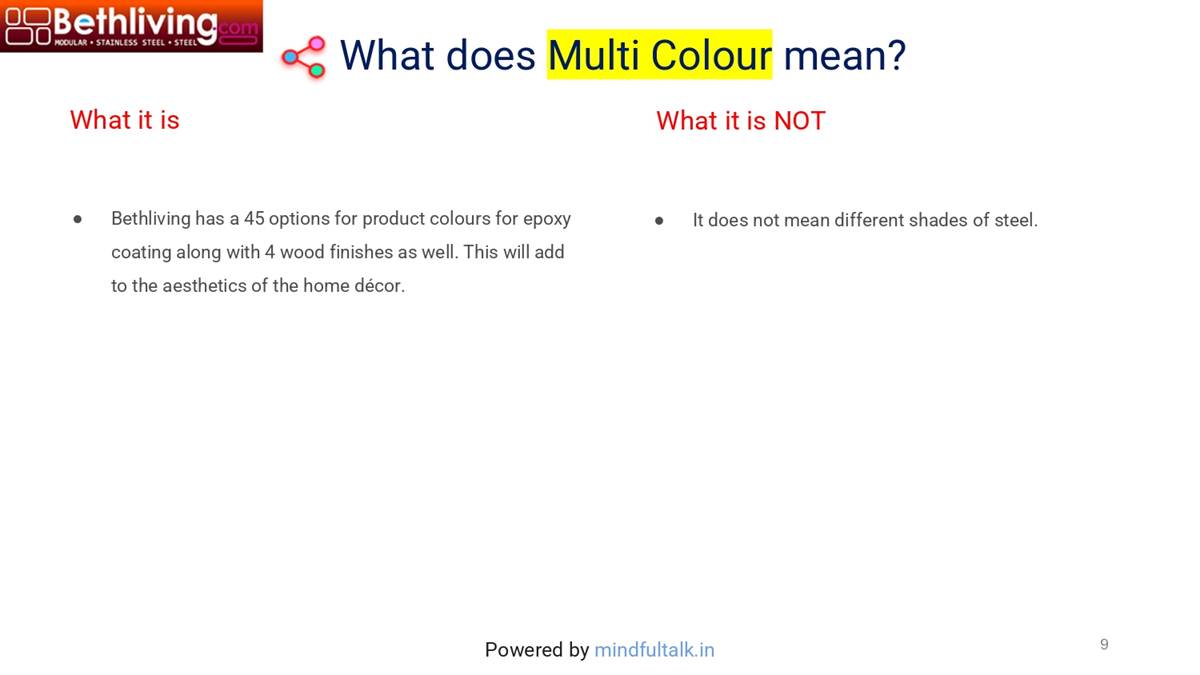 Bethliving.com
MODULAR • STAINLESS STEEL • STEEL
What does Multi Colour mean?
What it is
● Bethliving has a 45 options for product colours for epoxy
coating along with 4 wood finishes as well. This will add
to the aesthetics of the home décor.
What it is NOT
● It does not mean different shades of steel.
Powered by mindfultalk.in
9